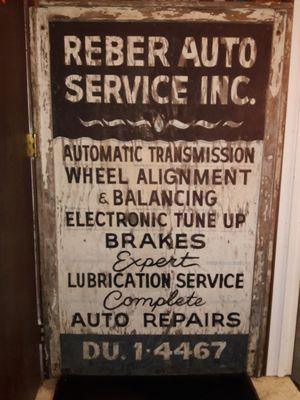 REBER AUTO
SERVICE INC.
AUTOMATIC TRANSMISSION
WHEEL ALIGNMENT
& BALANCING
ELECTRONIC TUNE UP
BRAKES
Expert
LUBRICATION SERVICE
Complete
AUTO REPAIRS
DU. 1-4467